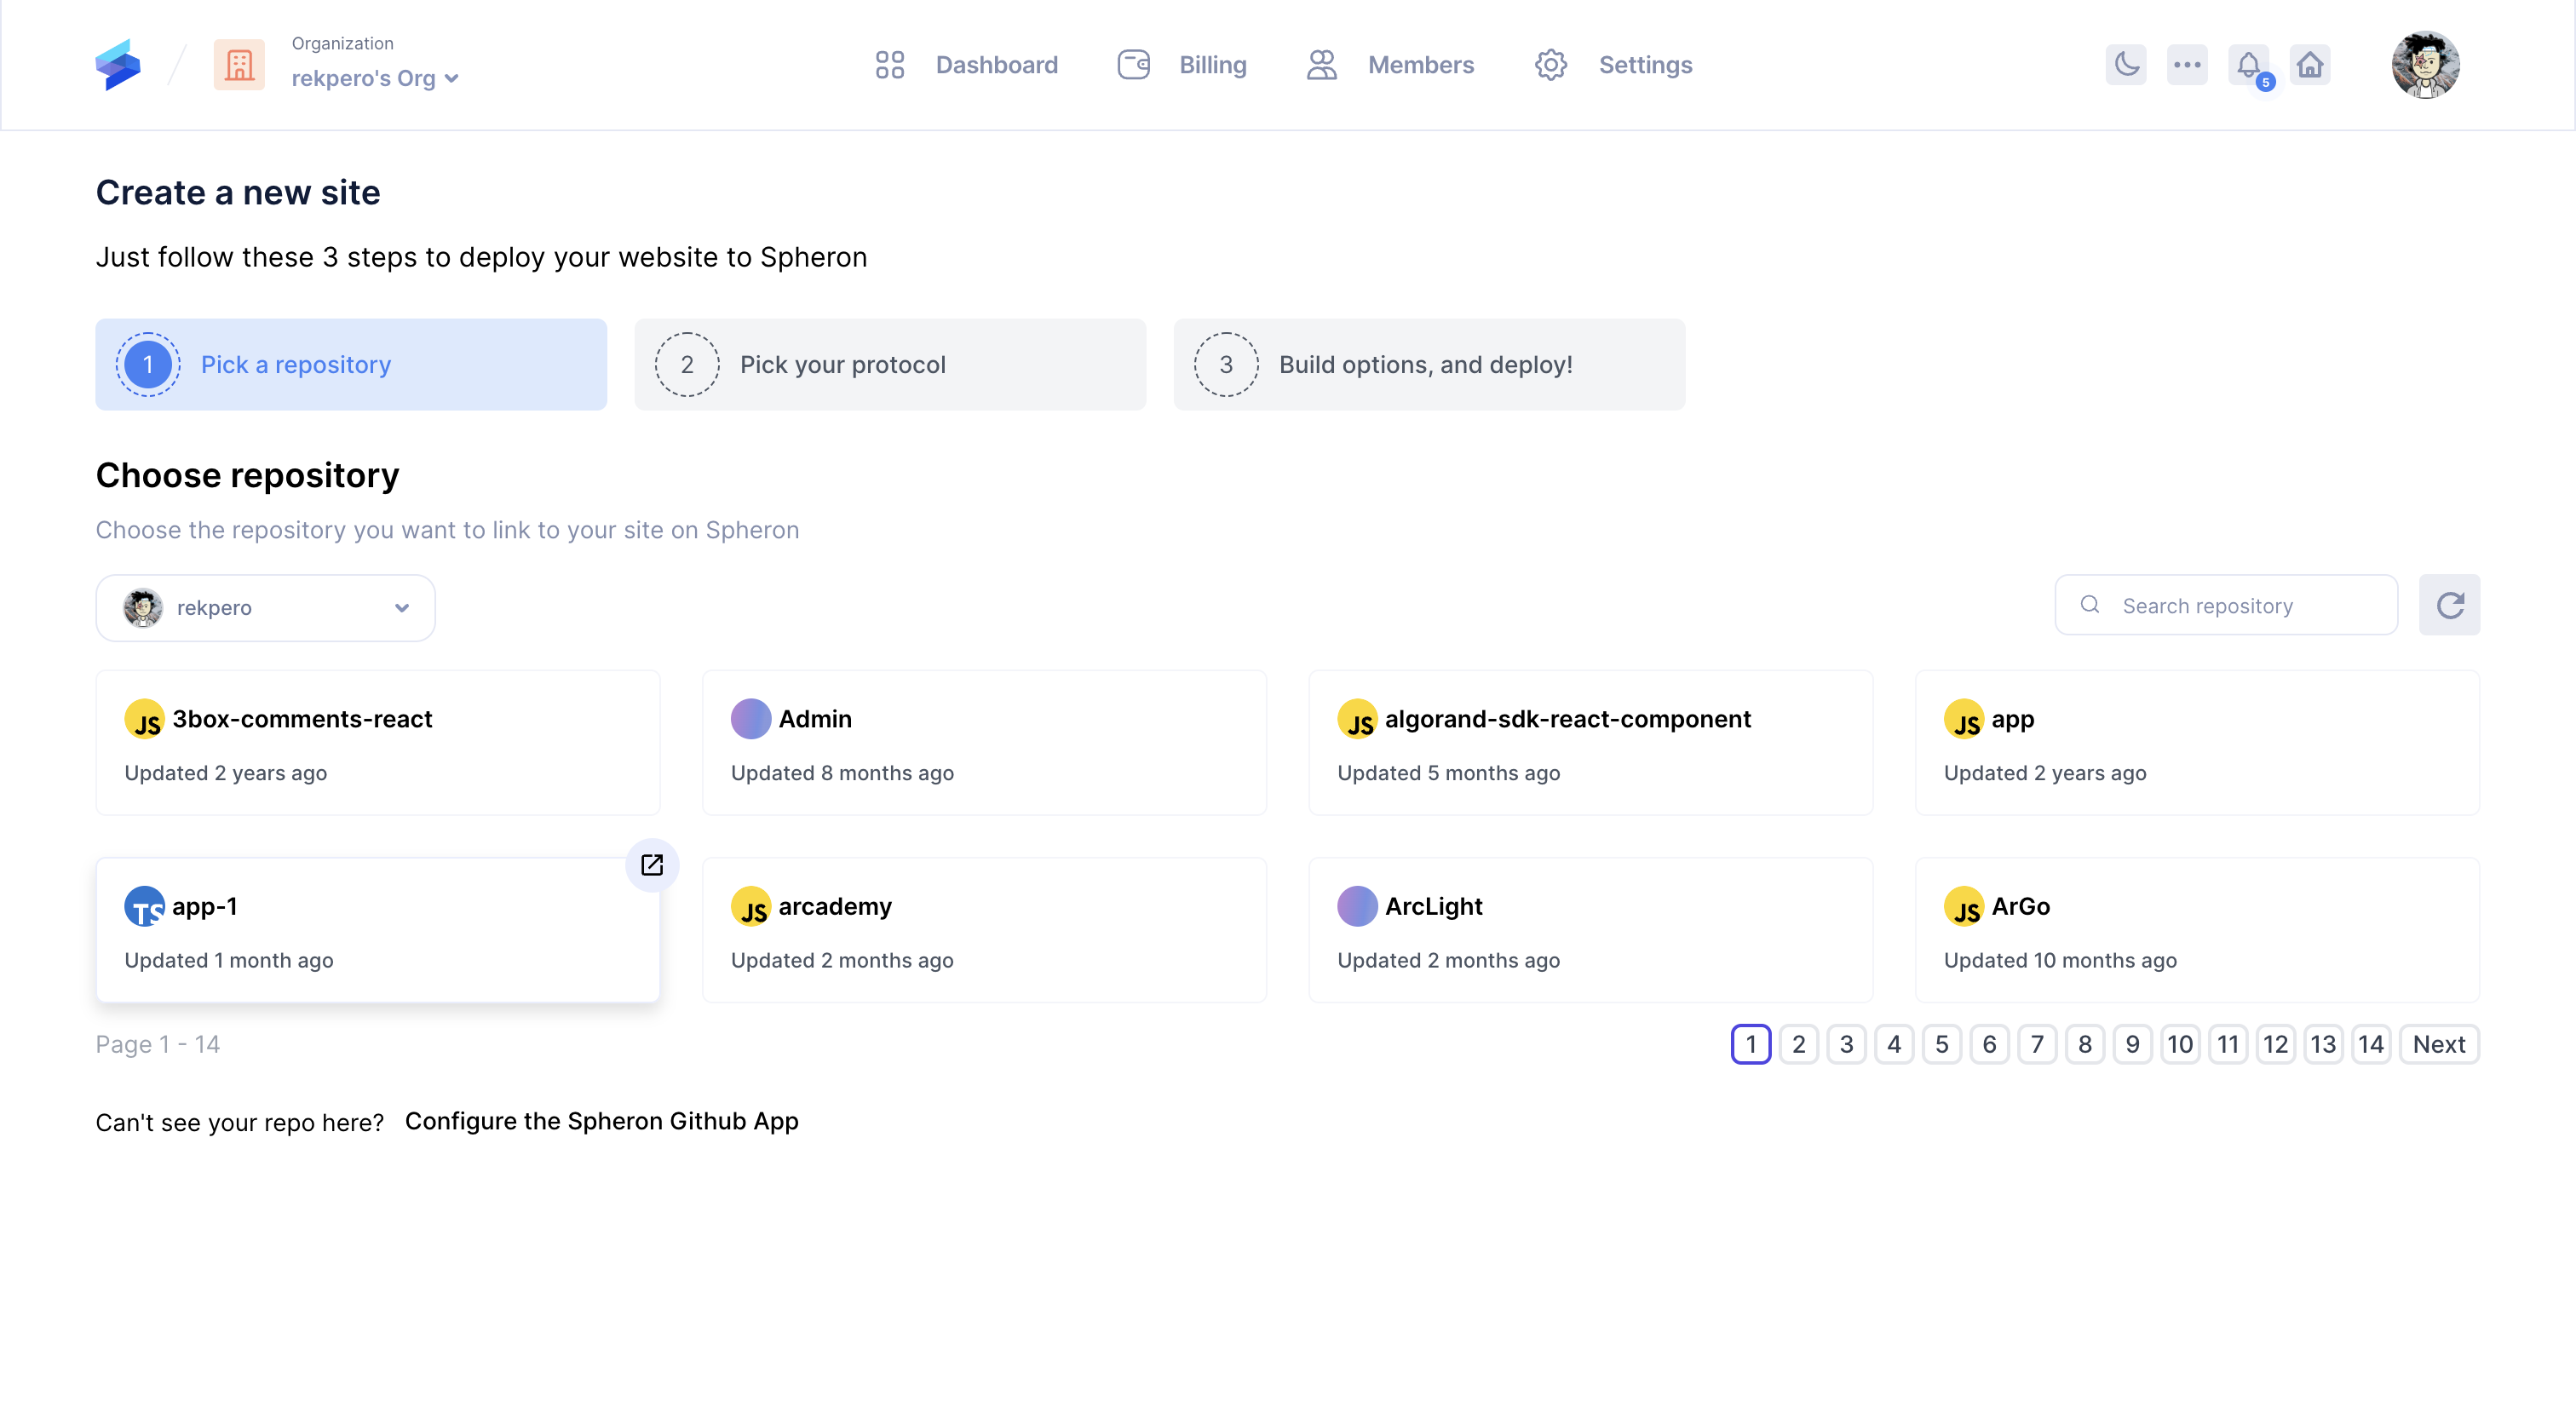 Organization
rekpero's Org
Dashboard
Billing
Members
Settings
5
Create a new site
Just follow these 3 steps to deploy your website to Spheron
1 Pick a repository
2 Pick your protocol
3 Build options, and deploy!
Choose repository
Choose the repository you want to link to your site on Spheron
rekpero
Search repository
JS 3box-comments-react
Updated 2 years ago
Admin
Updated 8 months ago
JS algorand-sdk-react-component
Updated 5 months ago
JS app
Updated 2 years ago
TS app-1
Updated 1 month ago
JS arcademy
Updated 2 months ago
ArcLight
Updated 2 months ago
JS ArGo
Updated 10 months ago
Page 1 - 14
1 2 3 4 5 6 7 8 9 10 11 12 13 14 Next
Can't see your repo here? Configure the Spheron Github App